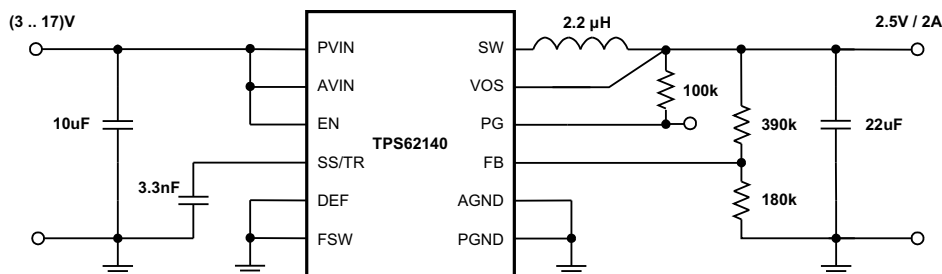 (3 .. 17)V
2.2 µH
2.5V / 2A
PVIN
SW
AVIN
VOS
100k
10uF
EN
PG
TPS62140
390k
22uF
SS/TR
FB
3.3nF
DEF
AGND
180k
FSW
PGND